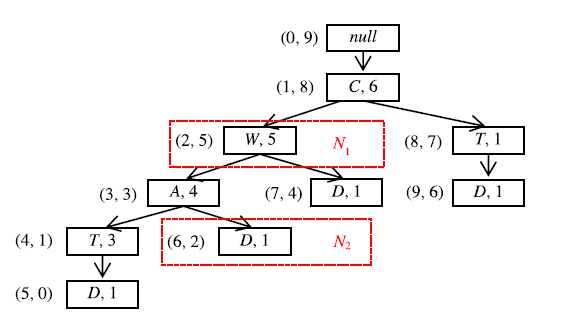 (0, 9) null
(1, 8) C, 6
(2, 5) W, 5 N1 (8, 7) T, 1
(3, 3) A, 4 (7, 4) D, 1 (9, 6) D, 1
(4, 1) T, 3 (6, 2) D, 1 N2
(5, 0) D, 1